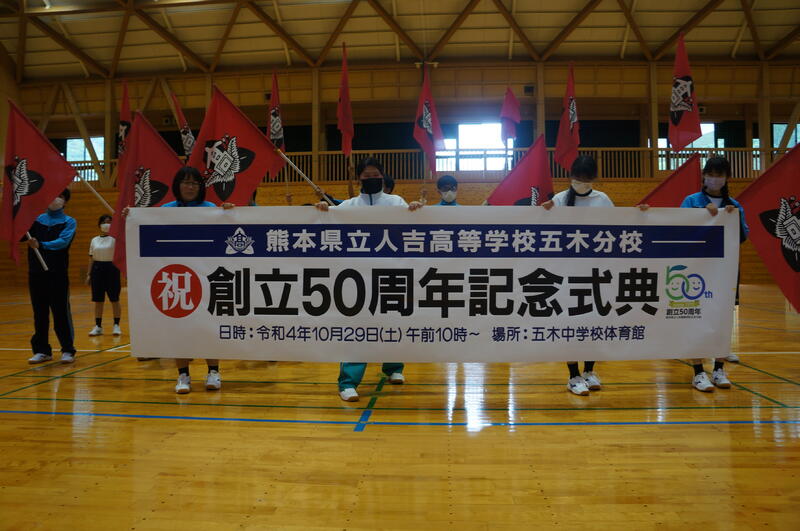 熊本県立人吉高等学校五木分校
祝 創立50周年記念式典
50th
創立50周年
日時:令和4年10月29日(土)午前10時~ 場所:五木中学校体育館